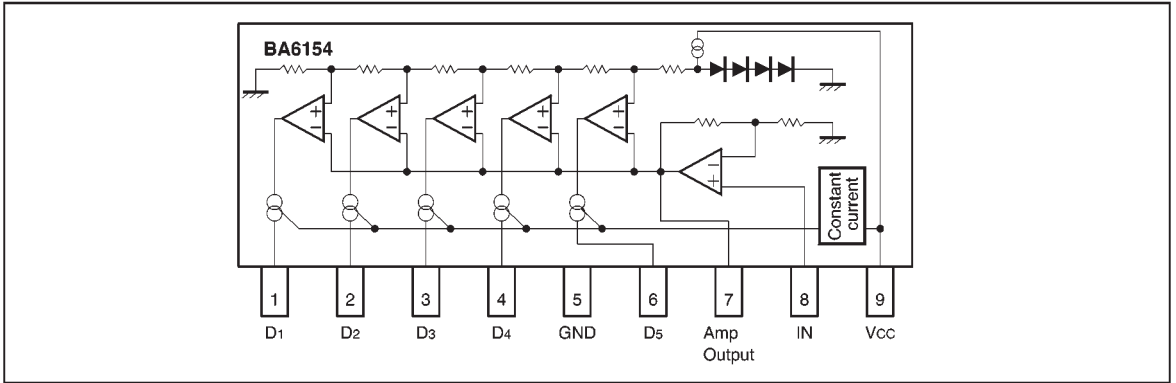 BA6154
+ − + − + − + − + −
− +
Constant current
1 2 3 4 5 6 7 8 9
D1 D2 D3 D4 GND D5 Amp Output IN VCC